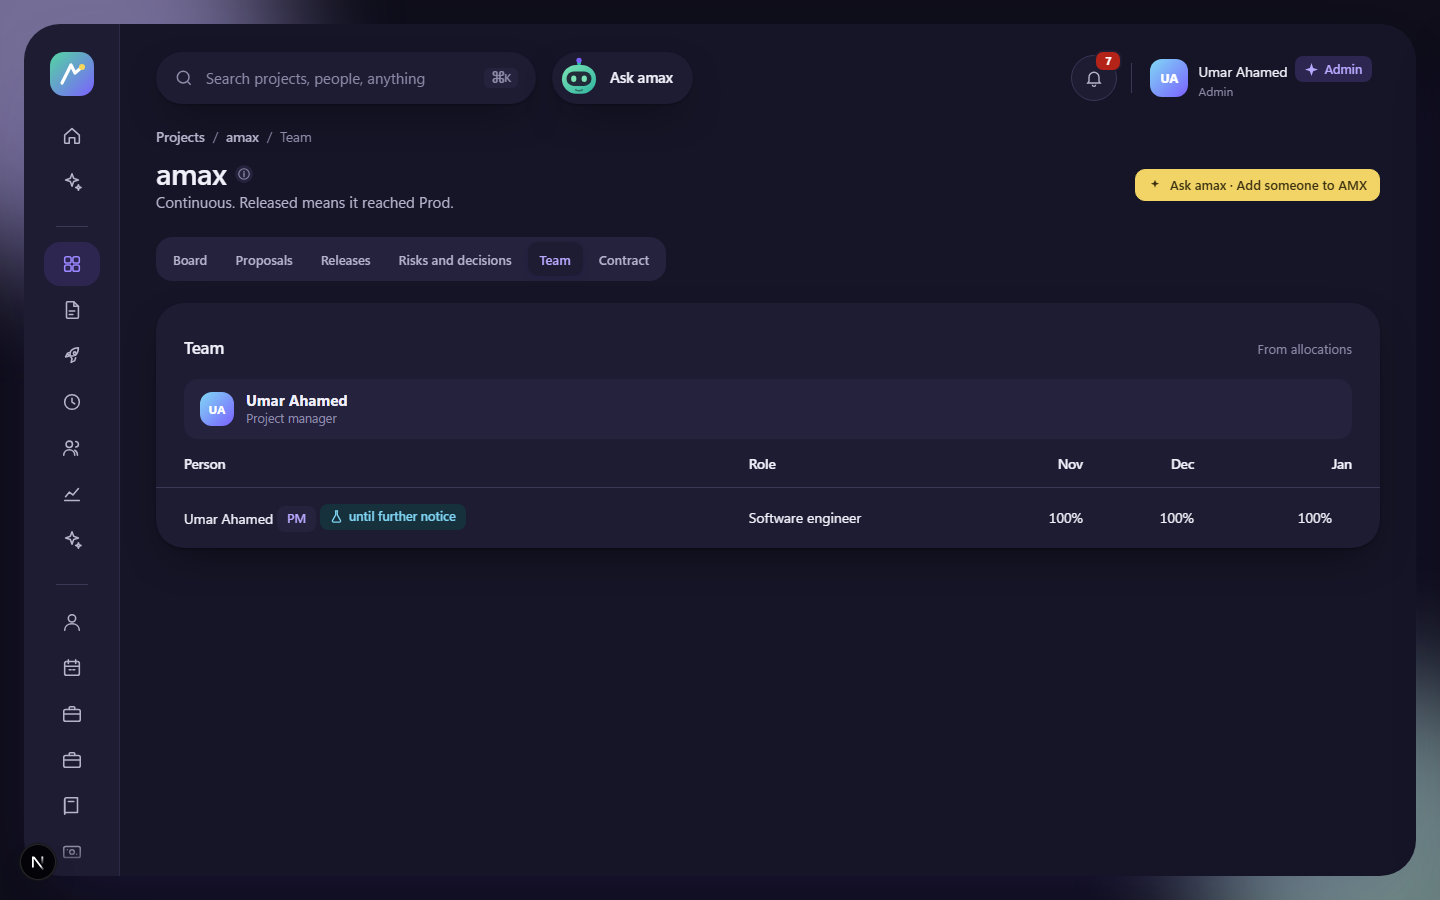 Search projects, people, anything ⌘K
Ask amax
7
UA
Umar Ahamed
Admin
Admin
Projects / amax / Team
amax
Continuous. Released means it reached Prod.
Ask amax · Add someone to AMX
Board Proposals Releases Risks and decisions Team Contract
Team
From allocations
UA
Umar Ahamed
Project manager
Person Role Nov Dec Jan
Umar Ahamed PM until further notice Software engineer 100% 100% 100%
N